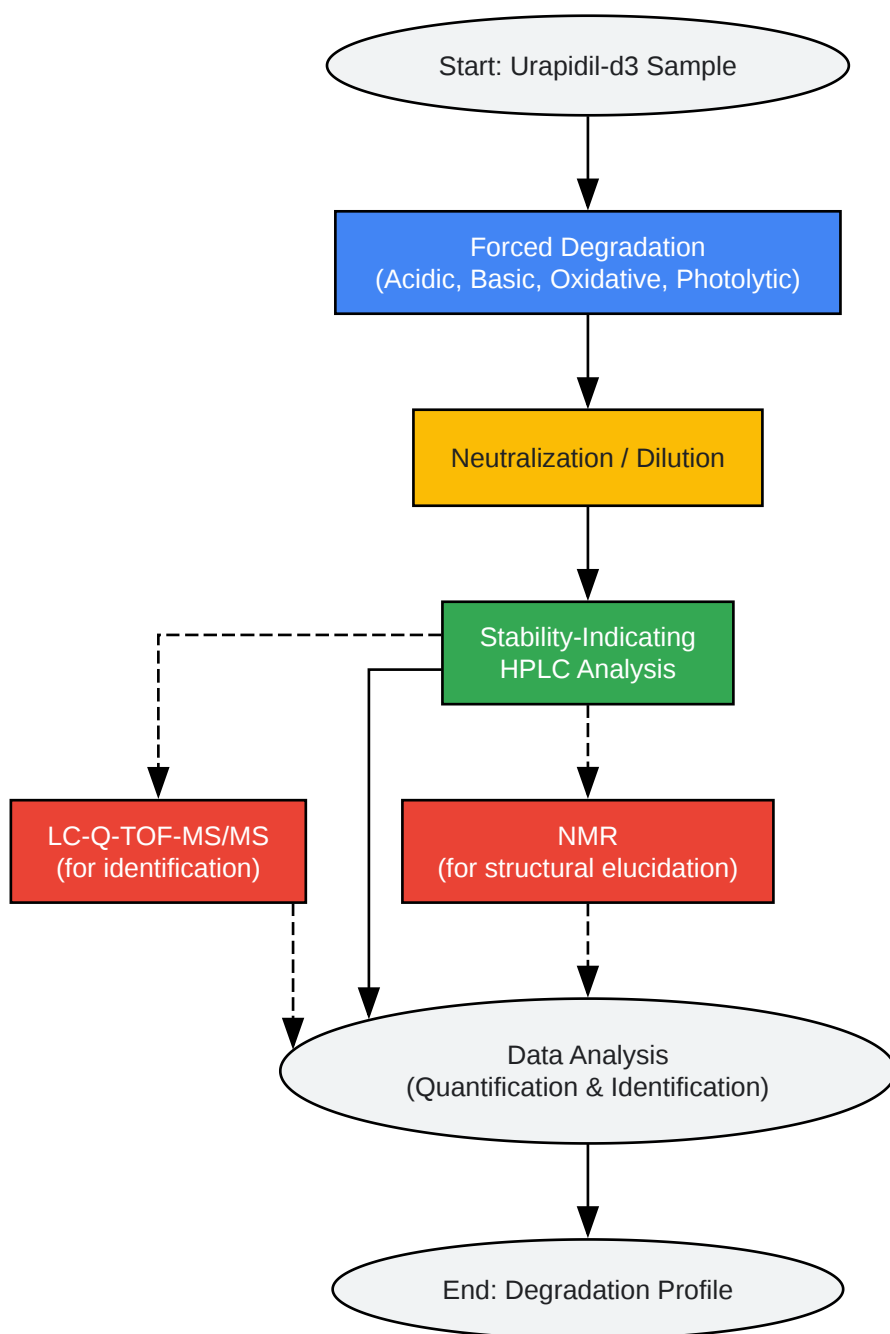 Start: Urapidil-d3 Sample
Forced Degradation
(Acidic, Basic, Oxidative, Photolytic)
Neutralization / Dilution
Stability-Indicating
HPLC Analysis
LC-Q-TOF-MS/MS
(for identification)
NMR
(for structural elucidation)
Data Analysis
(Quantification & Identification)
End: Degradation Profile